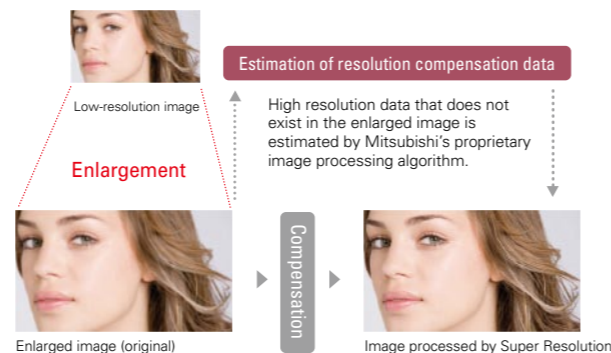 Estimation of resolution compensation data
Low-resolution image
High resolution data that does not
exist in the enlarged image is
estimated by Mitsubishi's proprietary
image processing algorithm.
Enlargement
Compensation
Enlarged image (original)
Image processed by Super Resolution